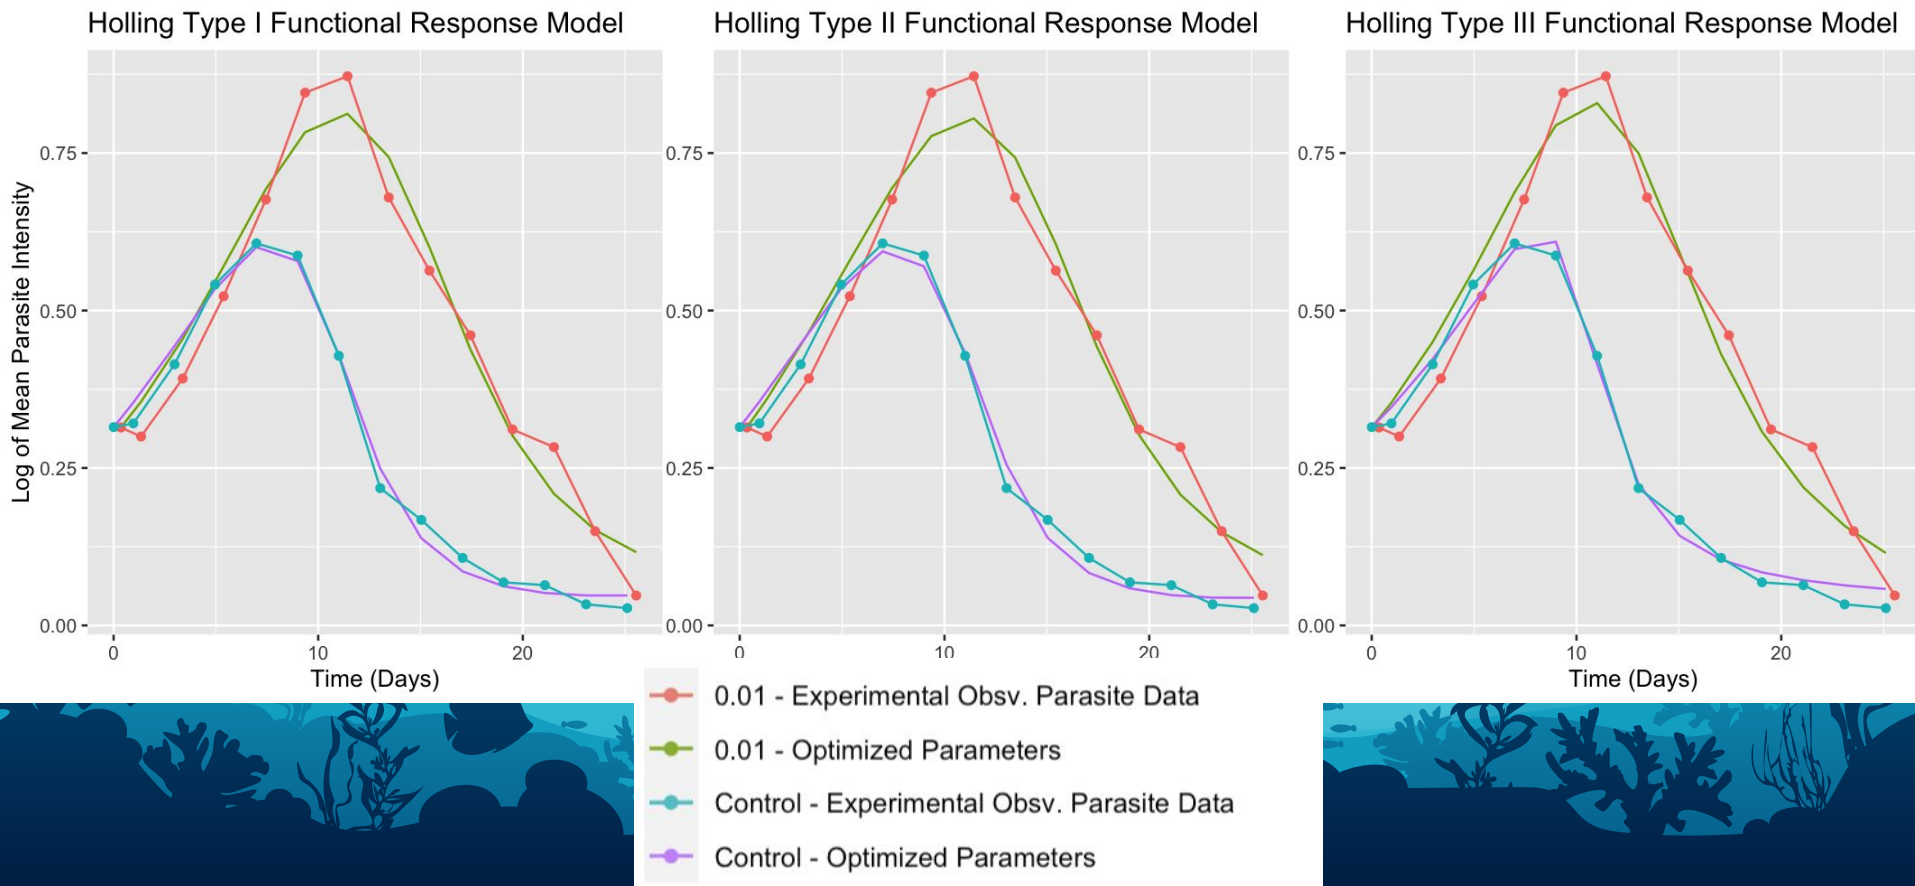 Holling Type I Functional Response Model
Holling Type II Functional Response Model
Holling Type III Functional Response Model
Log of Mean Parasite Intensity
0.75
0.50
0.25
0.00
0 10 20
Time (Days)
0.75
0.50
0.25
0.00
0 10 20
0.75
0.50
0.25
0.00
0 10 20
Time (Days)
0.01 - Experimental Obsv. Parasite Data
0.01 - Optimized Parameters
Control - Experimental Obsv. Parasite Data
Control - Optimized Parameters